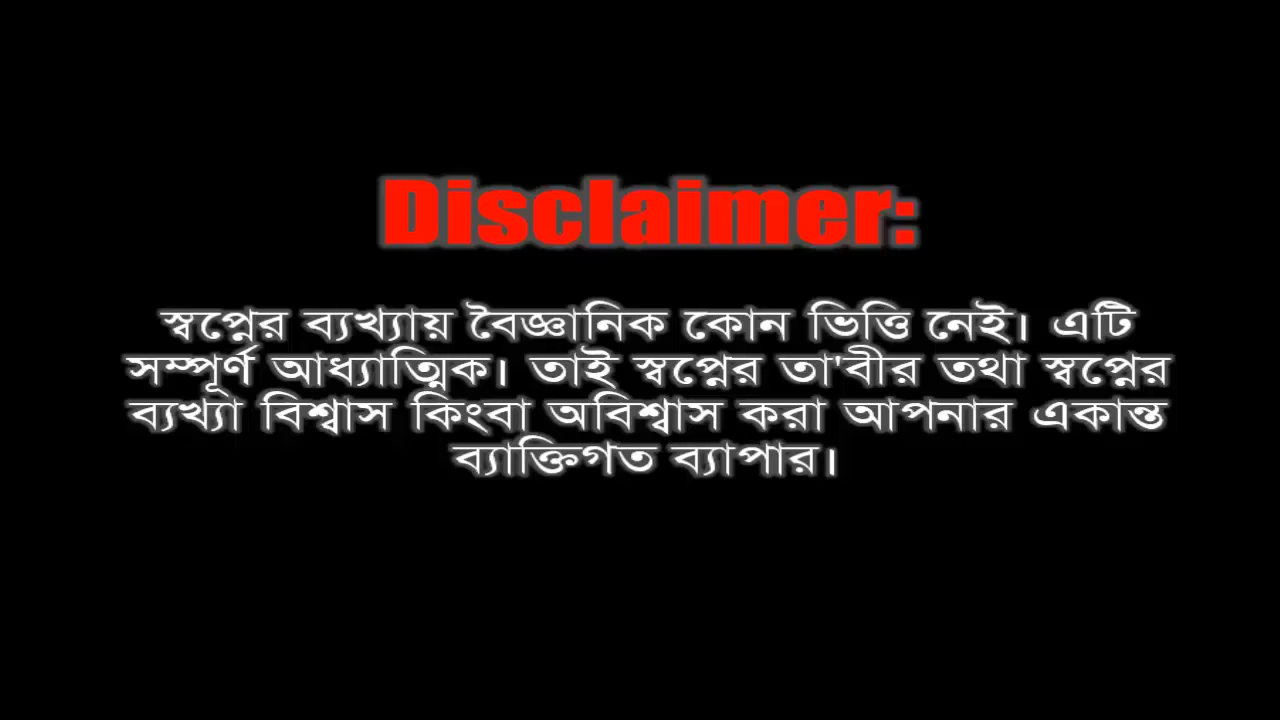 Disclaimer:
স্বপ্নের ব্যখ্যায় বৈজ্ঞানিক কোন ভিত্তি নেই। এটি
সম্পূর্ণ আধ্যাত্মিক। তাই স্বপ্নের তা'বীর তথা স্বপ্নের
ব্যখ্যা বিশ্বাস কিংবা অবিশ্বাস করা আপনার একান্ত
ব্যাক্তিগত ব্যাপার।